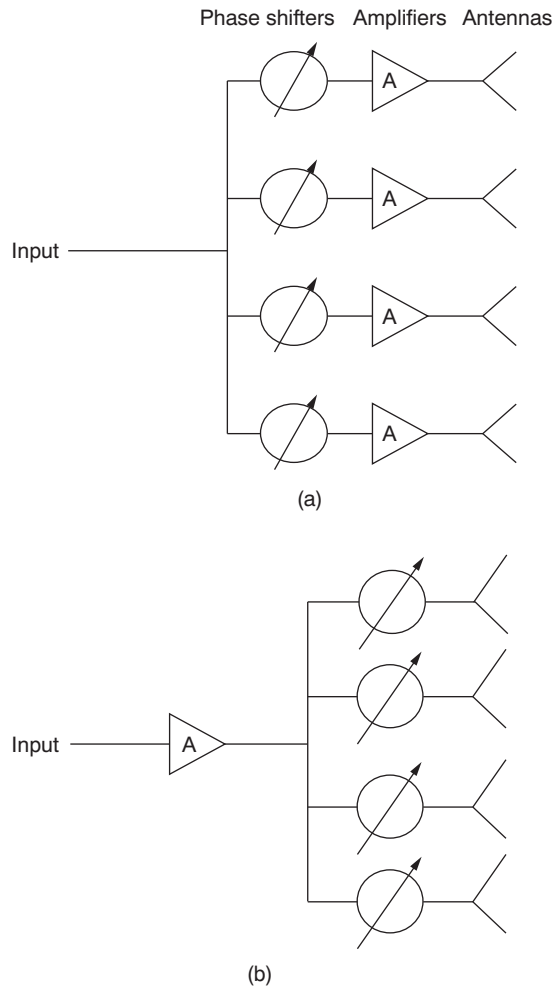 Phase shifters Amplifiers Antennas
A
A
Input
A
A
(a)
Input A
(b)